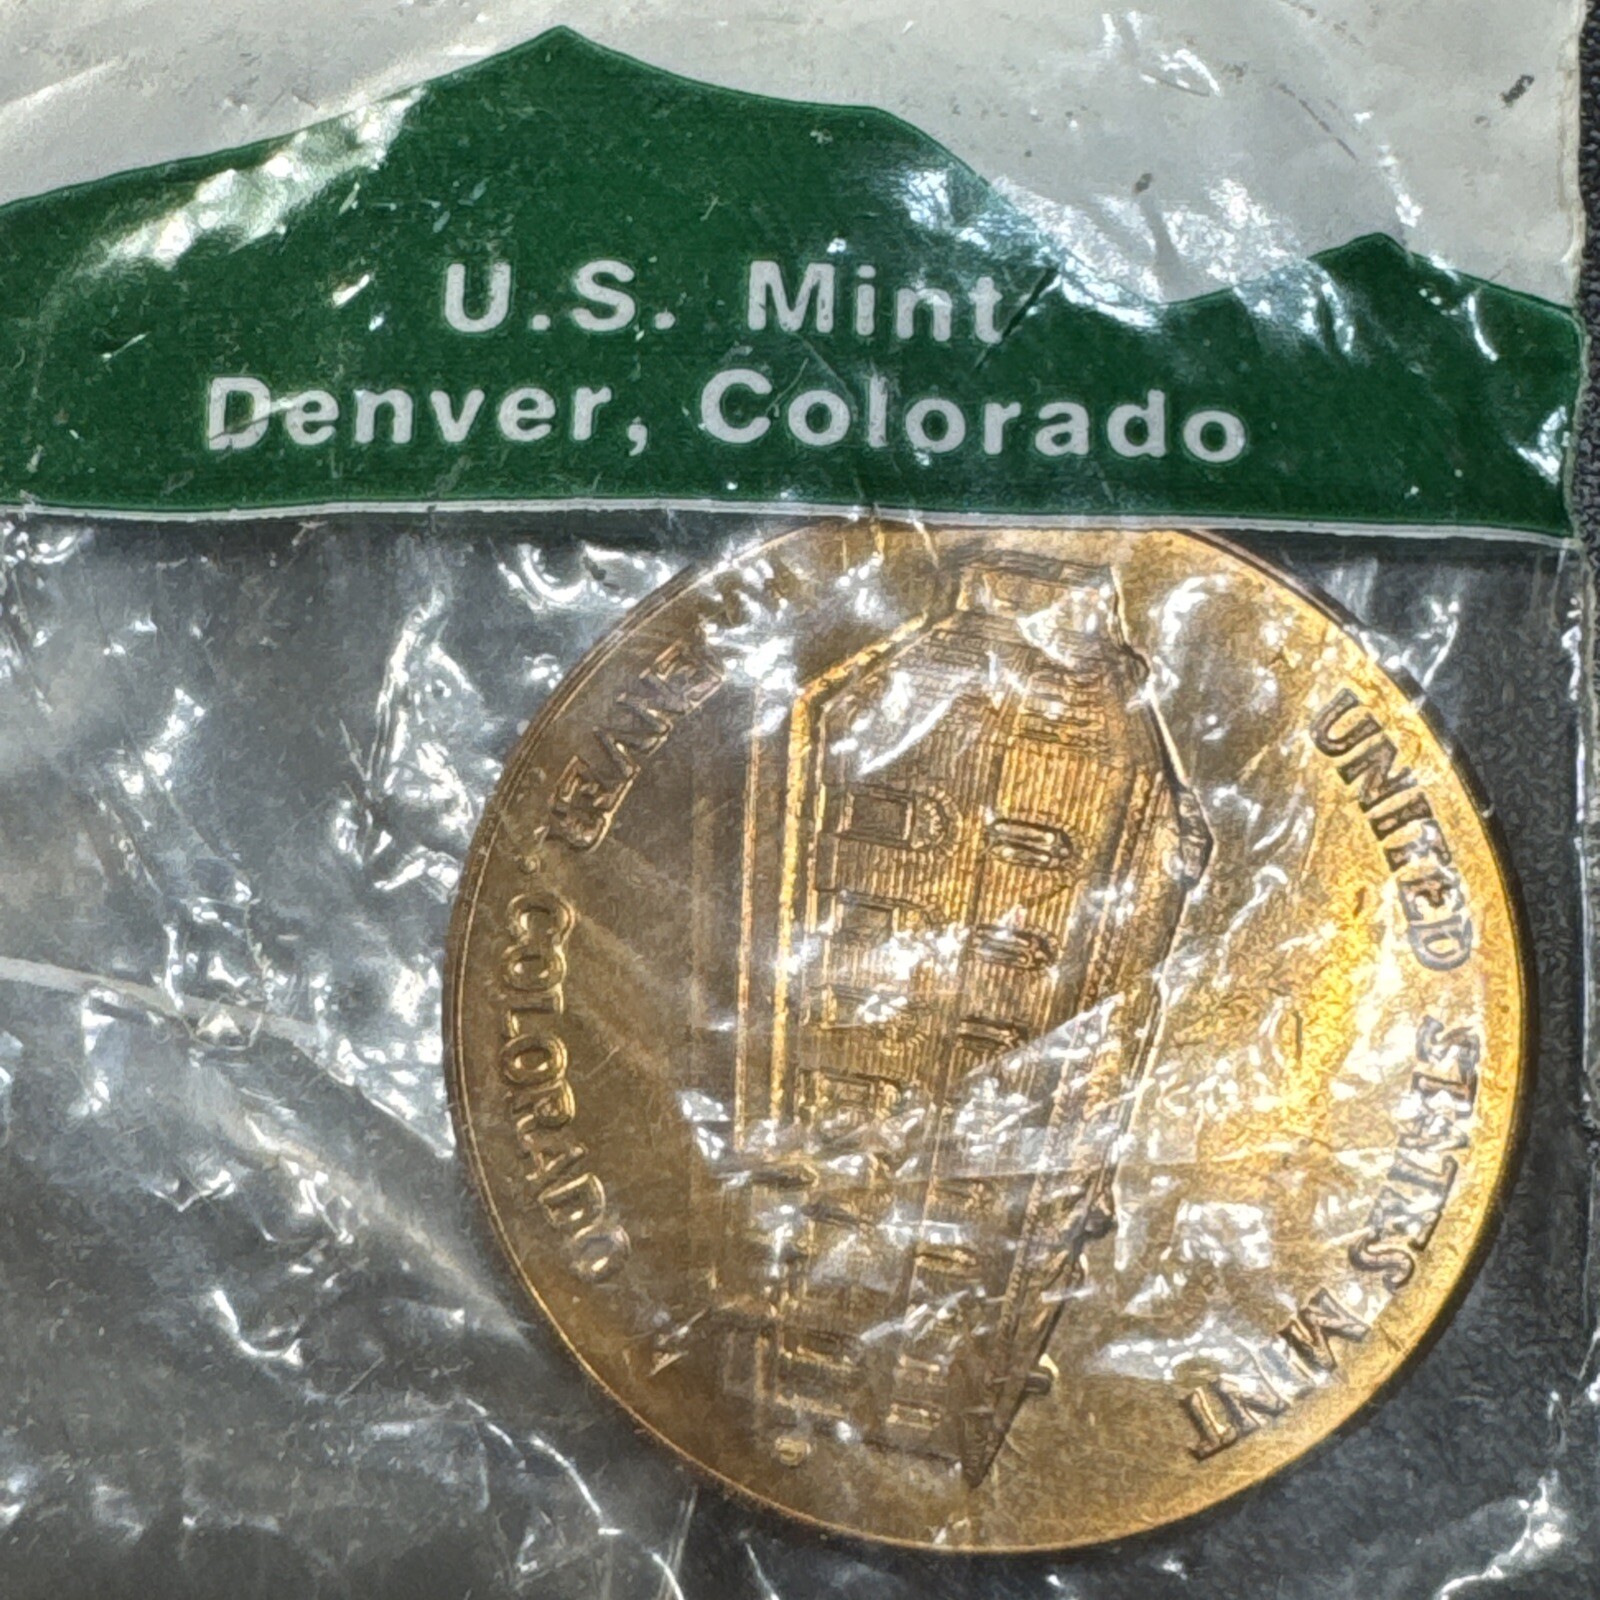 U.S. Mint
Denver, Colorado
UNITED STATES MINT
DENVER · COLORADO